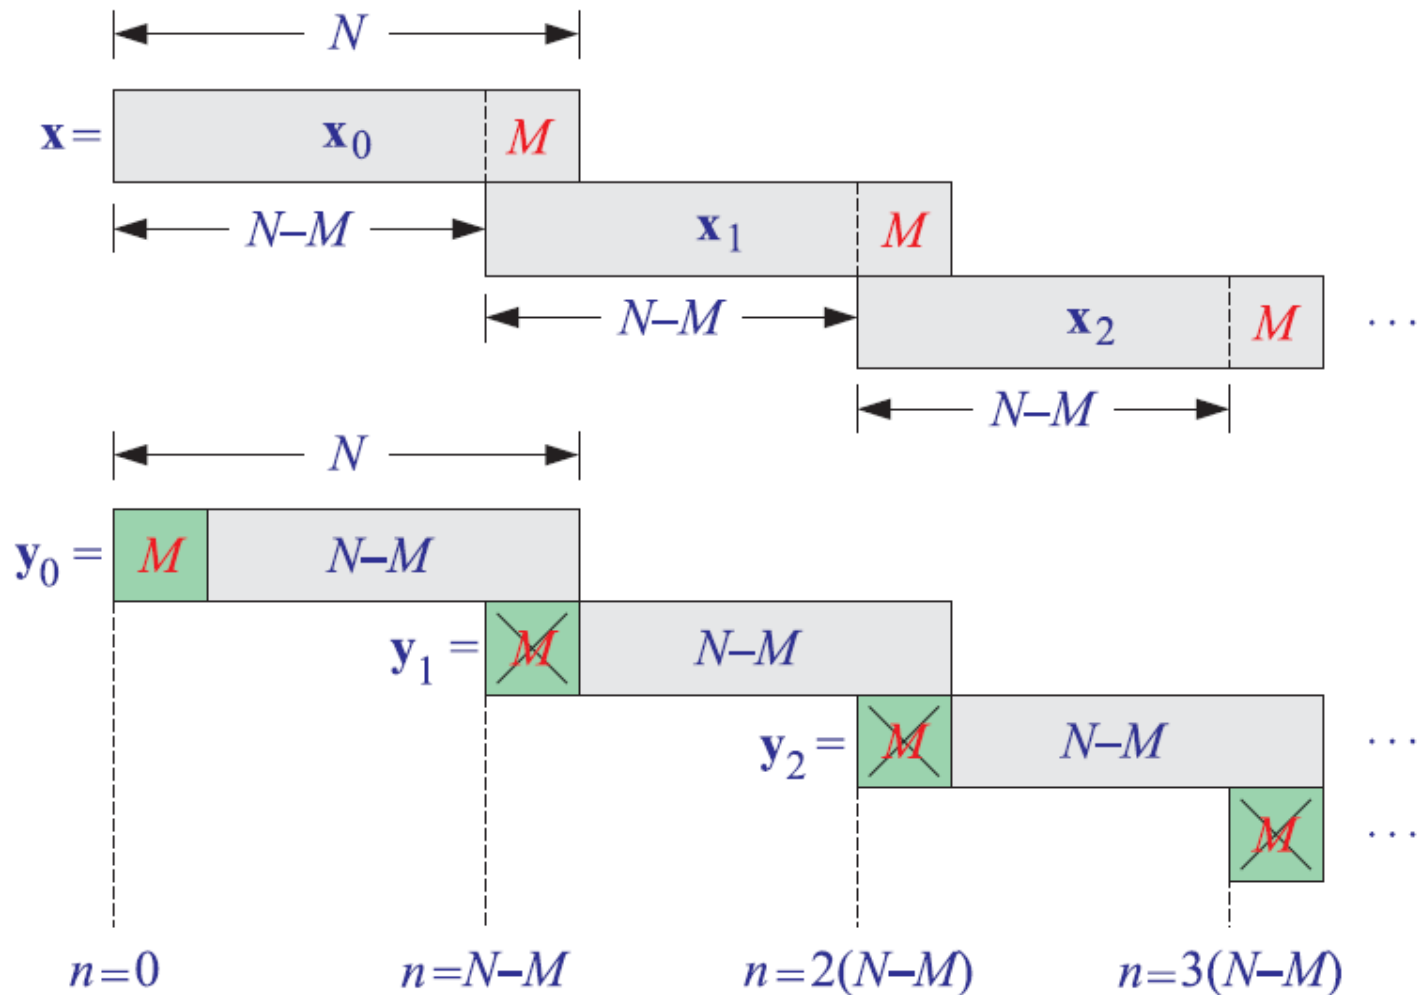 N
x = x₀ M
N–M x₁ M
N–M x₂ M ···
N–M
N
y₀ = M N–M
y₁ = M N–M
y₂ = M N–M ···
M ···
n=0 n=N–M n=2(N–M) n=3(N–M)